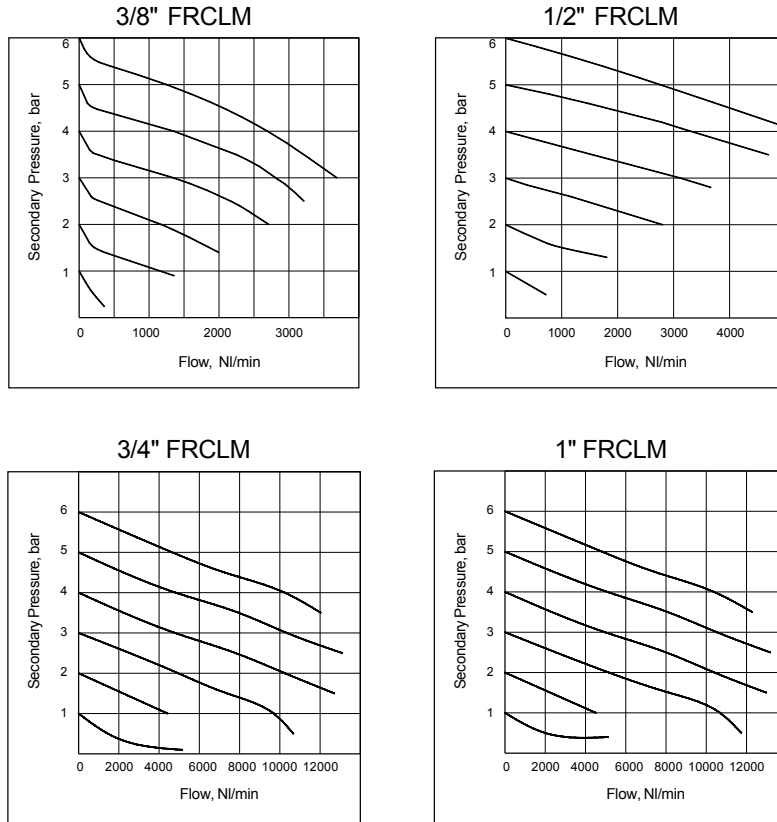 3/8" FRCLM
6
5
4
3
2
1
Secondary Pressure, bar
0 1000 2000 3000
Flow, Nl/min
1/2" FRCLM
6
5
4
3
2
1
Secondary Pressure, bar
0 1000 2000 3000 4000
Flow, Nl/min
3/4" FRCLM
6
5
4
3
2
1
Secondary Pressure, bar
0 2000 4000 6000 8000 10000 12000
Flow, Nl/min
1" FRCLM
6
5
4
3
2
1
Secondary Pressure, bar
0 2000 4000 6000 8000 10000 12000
Flow, Nl/min